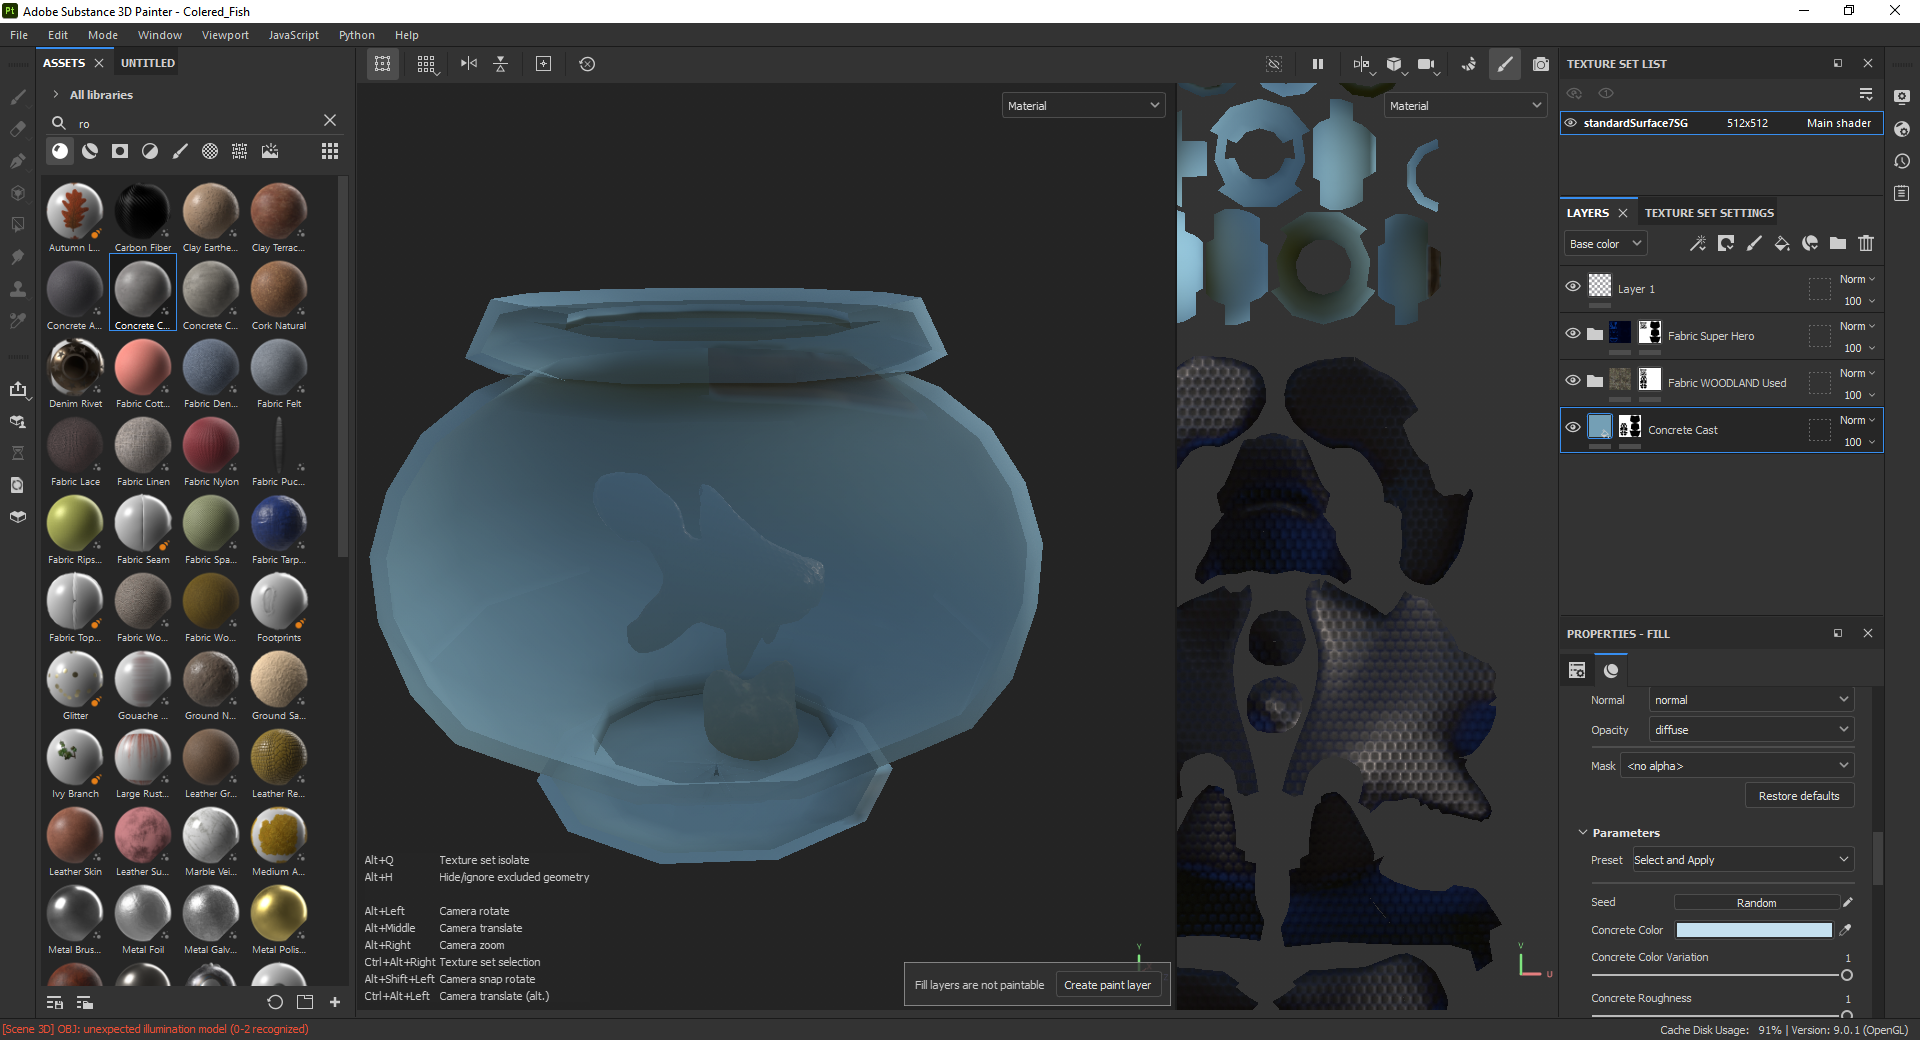 Pt Adobe Substance 3D Painter - Colered_Fish
File Edit Mode Window Viewport JavaScript Python Help
ASSETS UNTITLED
All libraries
ro
Autumn L... Carbon Fiber Clay Earthe... Clay Terrac...
Concrete A... Concrete C... Concrete C... Cork Natural
Denim Rivet Fabric Cott... Fabric Den... Fabric Felt
Fabric Lace Fabric Linen Fabric Nylon Fabric Puc...
Fabric Rips... Fabric Seam Fabric Spa... Fabric Tarp...
Fabric Top... Fabric Wo... Fabric Wo... Footprints
Glitter Gouache ... Ground N... Ground Sa...
Ivy Branch Large Rust... Leather Gr... Leather Re...
Leather Skin Leather Su... Marble Vei... Medium A...
Metal Brus... Metal Foil Metal Galv... Metal Polis...
Material
Alt+Q Texture set isolate
Alt+H Hide/ignore excluded geometry
Alt+Left Camera rotate
Alt+Middle Camera translate
Alt+Right Camera zoom
Ctrl+Alt+Right Texture set selection
Alt+Shift+Left Camera snap rotate
Ctrl+Alt+Left Camera translate (alt.)
Y
Fill layers are not paintable Create paint layer
Material
V
U
TEXTURE SET LIST
standardSurface7SG 512x512 Main shader
LAYERS TEXTURE SET SETTINGS
Base color
Layer 1 Norm
100
Fabric Super Hero Norm
100
Fabric WOODLAND Used Norm
100
Concrete Cast Norm
100
PROPERTIES - FILL
Normal normal
Opacity diffuse
Mask <no alpha>
Restore defaults
Parameters
Preset Select and Apply
Seed Random
Concrete Color
Concrete Color Variation 1
Concrete Roughness 1
[Scene 3D] OBJ: unexpected illumination model (0-2 recognized)
Cache Disk Usage: 91% | Version: 9.0.1 (OpenGL)